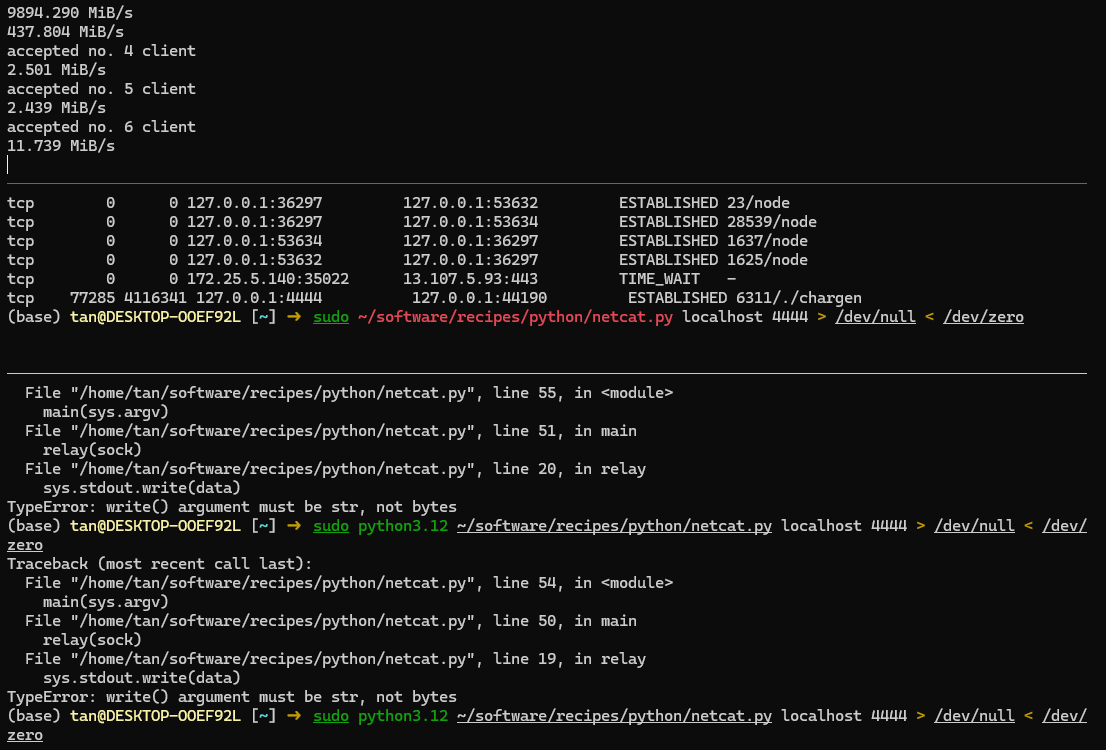 9894.290 MiB/s
437.804 MiB/s
accepted no. 4 client
2.501 MiB/s
accepted no. 5 client
2.439 MiB/s
accepted no. 6 client
11.739 MiB/s
tcp        0      0 127.0.0.1:36297         127.0.0.1:53632         ESTABLISHED 23/node
tcp        0      0 127.0.0.1:36297         127.0.0.1:53634         ESTABLISHED 28539/node
tcp        0      0 127.0.0.1:53634         127.0.0.1:36297         ESTABLISHED 1637/node
tcp        0      0 127.0.0.1:53632         127.0.0.1:36297         ESTABLISHED 1625/node
tcp        0      0 172.25.5.140:35022      13.107.5.93:443         TIME_WAIT   -
tcp    77285 4116341 127.0.0.1:4444          127.0.0.1:44190         ESTABLISHED 6311/./chargen
(base) tan@DESKTOP-OOEF92L [~] → sudo ~/software/recipes/python/netcat.py localhost 4444 > /dev/null < /dev/zero
  File "/home/tan/software/recipes/python/netcat.py", line 55, in <module>
    main(sys.argv)
  File "/home/tan/software/recipes/python/netcat.py", line 51, in main
    relay(sock)
  File "/home/tan/software/recipes/python/netcat.py", line 20, in relay
    sys.stdout.write(data)
TypeError: write() argument must be str, not bytes
(base) tan@DESKTOP-OOEF92L [~] → sudo python3.12 ~/software/recipes/python/netcat.py localhost 4444 > /dev/null < /dev/
zero
Traceback (most recent call last):
  File "/home/tan/software/recipes/python/netcat.py", line 54, in <module>
    main(sys.argv)
  File "/home/tan/software/recipes/python/netcat.py", line 50, in main
    relay(sock)
  File "/home/tan/software/recipes/python/netcat.py", line 19, in relay
    sys.stdout.write(data)
TypeError: write() argument must be str, not bytes
(base) tan@DESKTOP-OOEF92L [~] → sudo python3.12 ~/software/recipes/python/netcat.py localhost 4444 > /dev/null < /dev/
zero